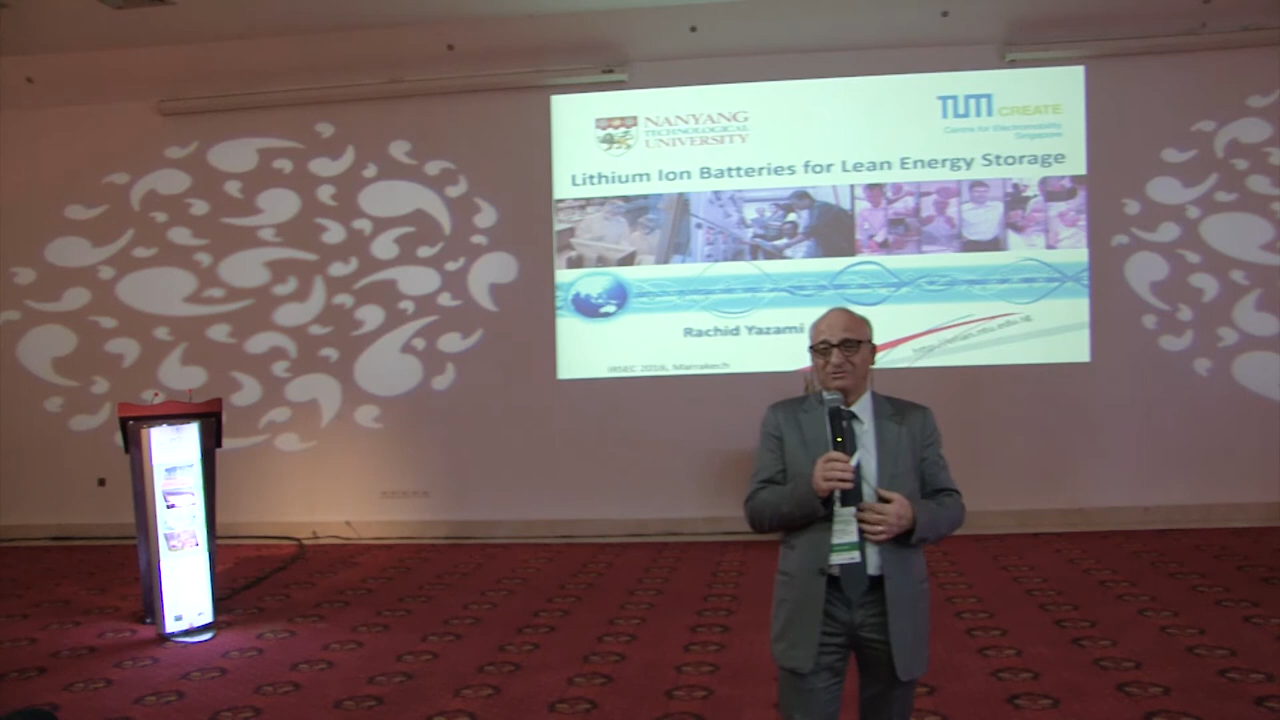 NANYANG
TECHNOLOGICAL
UNIVERSITY
TUM CREATE
Centre for Electromobility
Singapore
Lithium Ion Batteries for Lean Energy Storage
Rachid Yazami
IRSEC 2016, Marrakech